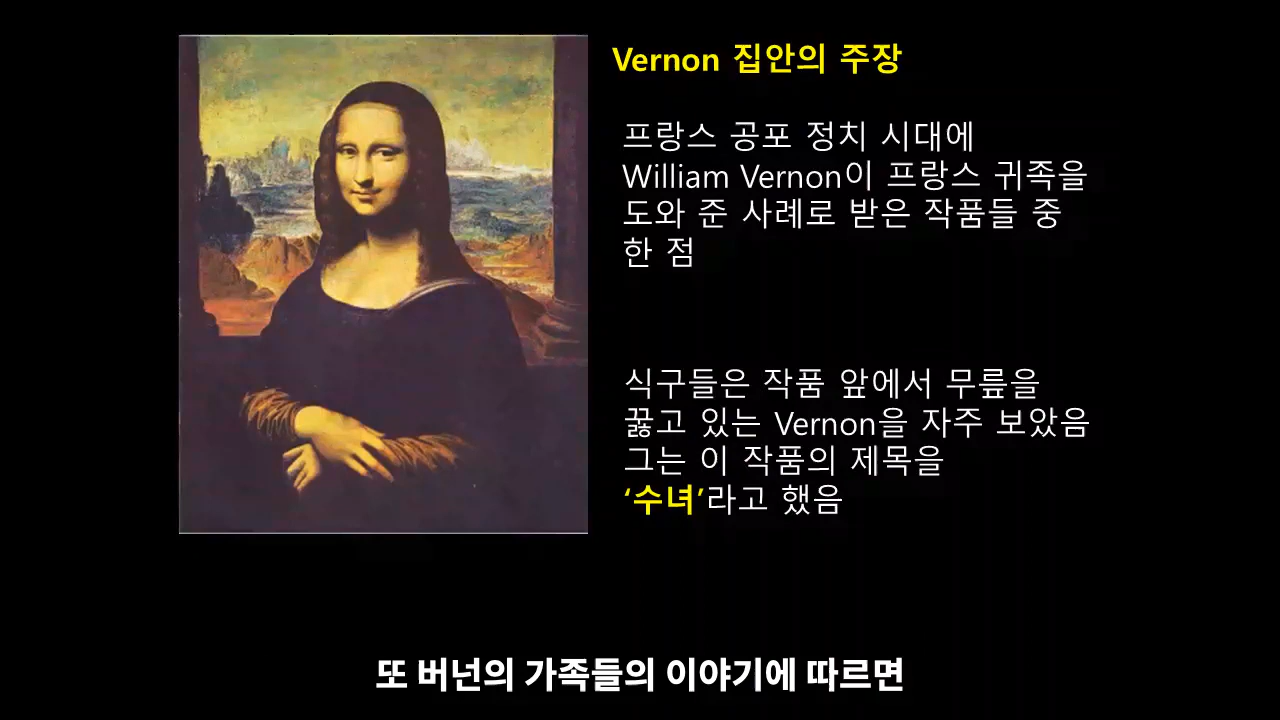 Vernon 집안의 주장
프랑스 공포 정치 시대에
William Vernon이 프랑스 귀족을
도와 준 사례로 받은 작품들 중
한 점
식구들은 작품 앞에서 무릎을
꿇고 있는 Vernon을 자주 보았음
그는 이 작품의 제목을
‘수녀’라고 했음
또 버넌의 가족들의 이야기에 따르면